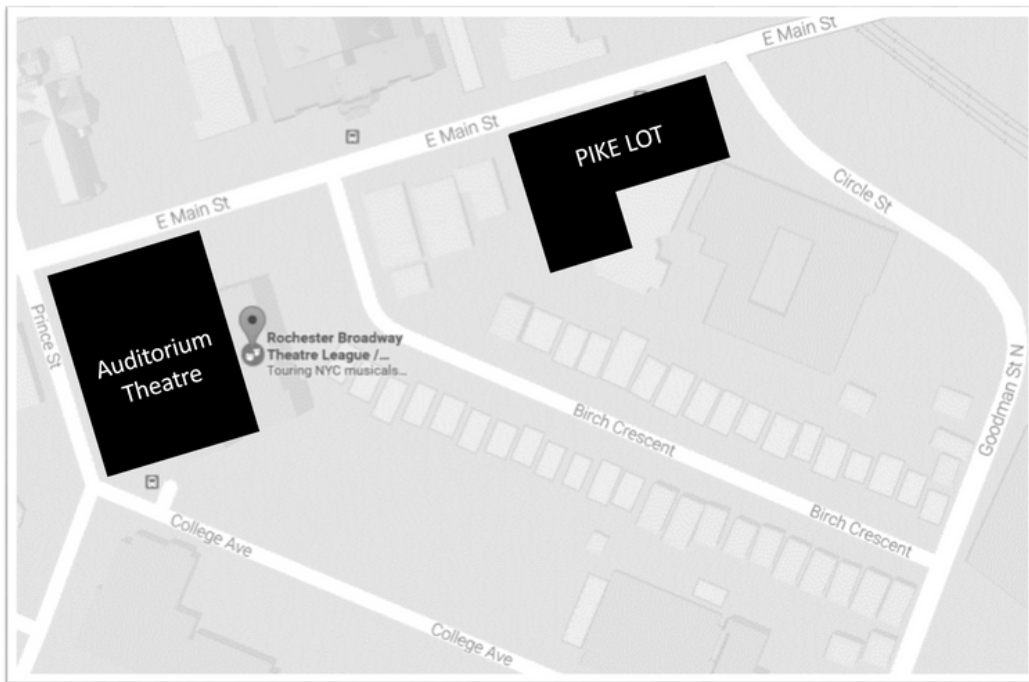 E Main St
E Main St
PIKE LOT
Circle St
E Main St
Prince St
Auditorium
Theatre
Rochester Broadway
Theatre League /...
Touring NYC musicals...
Goodman St N
Birch Crescent
Birch Crescent
College Ave
College Ave